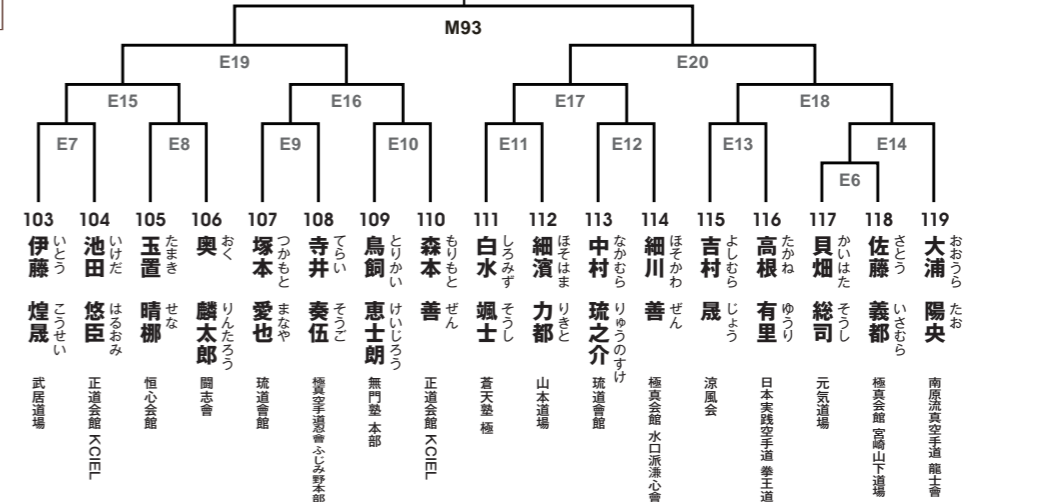 M93
E19
E20
E15
E16
E17
E18
E7
E8
E9
E10
E11
E12
E13
E14
E6
103
伊藤 煌晟
いとう こうせい
武居道場
104
池田 悠臣
いけだ はるおみ
正道会館 KCIEL
105
玉置 晴梛
たまき せな
恒心会館
106
奥 麟太郎
おく りんたろう
闘志會
107
塚本 愛也
つかもと まなや
琉道會館
108
寺井 奏伍
てらい そうご
極真空手道忍會 ふじみ野本部
109
鳥飼 恵士朗
とりかい けいじろう
無門塾 本部
110
森本 善
もりもと ぜん
正道会館 KCIEL
111
白水 颯士
しろみず そうし
蒼天塾 極
112
細濱 力都
ほそはま りきと
山本道場
113
中村 琉之介
なかむら りゅうのすけ
琉道會館
114
細川 善
ほそかわ ぜん
極真会館 水口派漣心會
115
吉村 晟
よしむら じょう
涼風会
116
高根 有里
たかね ゆうり
日本実践空手道 拳王道
117
貝畑 総司
かいはた そうし
元気道場
118
佐藤 義都
さとう いさむら
極真会館 宮崎山下道場
119
大浦 陽央
おおうら たお
南原流真空手道 龍士會